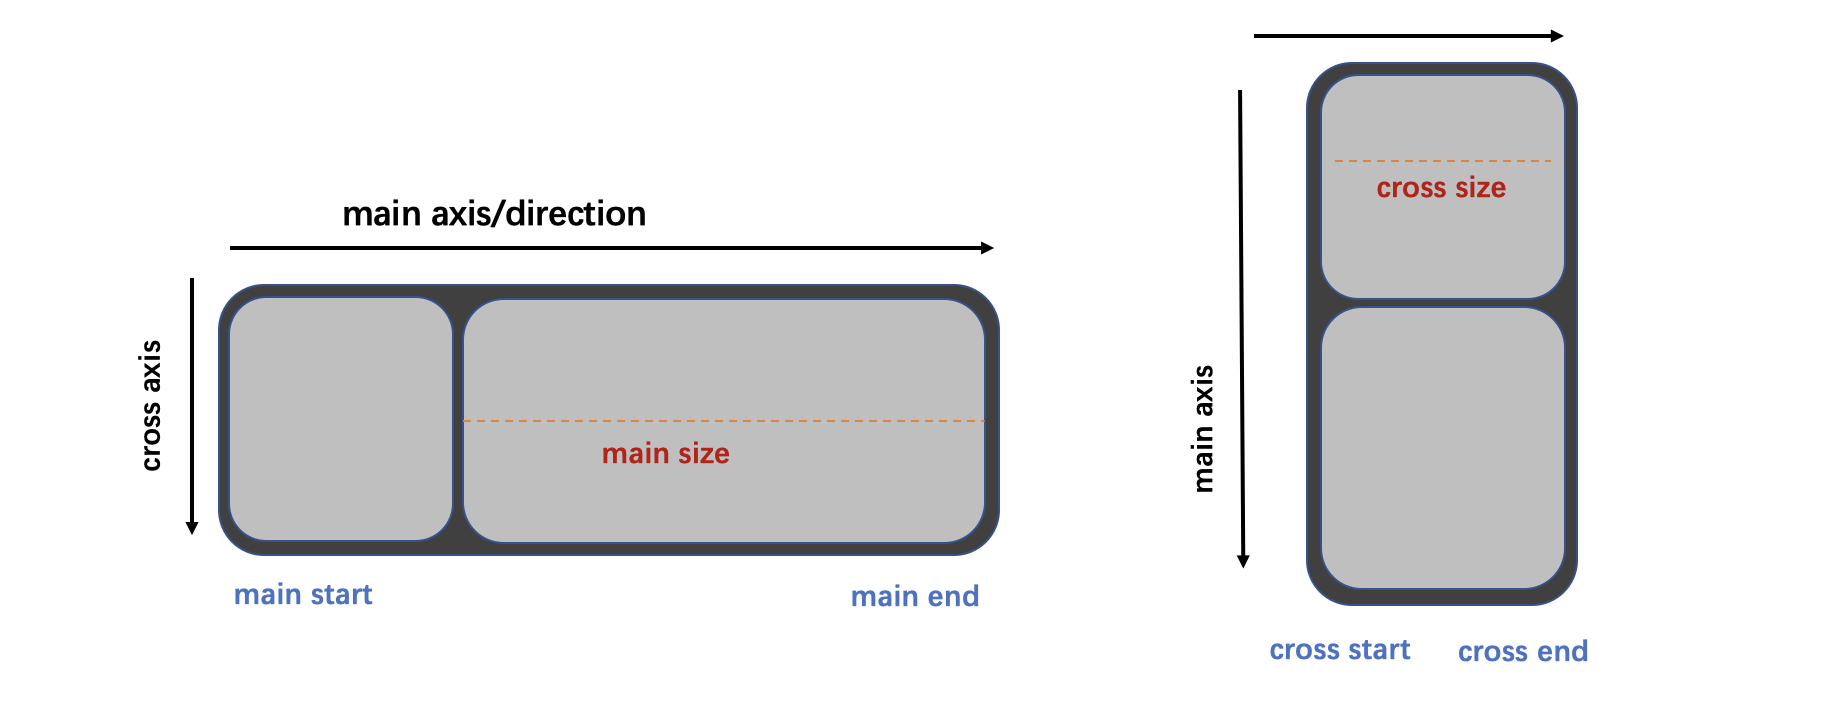 main axis/direction
cross axis
main size
main start
main end
cross size
main axis
cross start
cross end